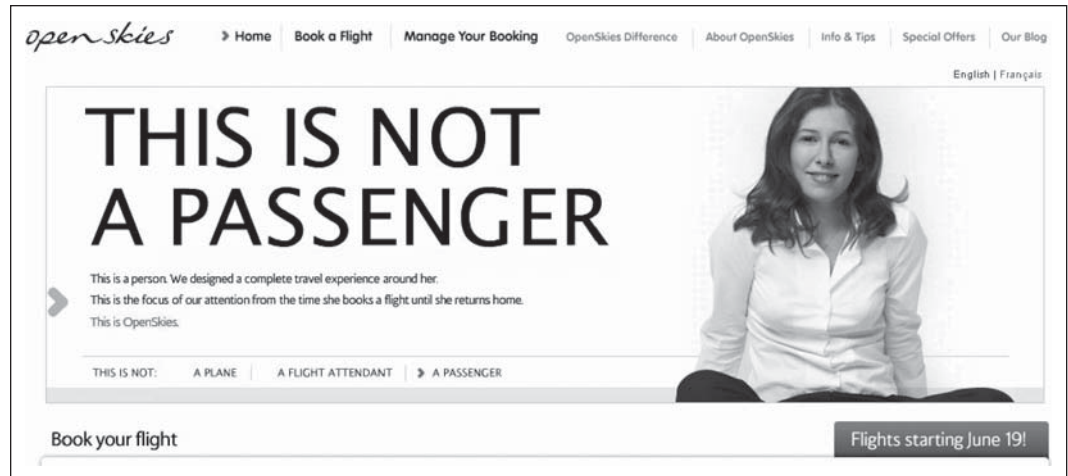 open skies
Home Book a Flight Manage Your Booking OpenSkies Difference About OpenSkies Info & Tips Special Offers Our Blog
English | Français
THIS IS NOT
A PASSENGER
This is a person. We designed a complete travel experience around her.
This is the focus of our attention from the time she books a flight until she returns home.
This is OpenSkies.
THIS IS NOT: A PLANE A FLIGHT ATTENDANT A PASSENGER
Book your flight
Flights starting June 19!